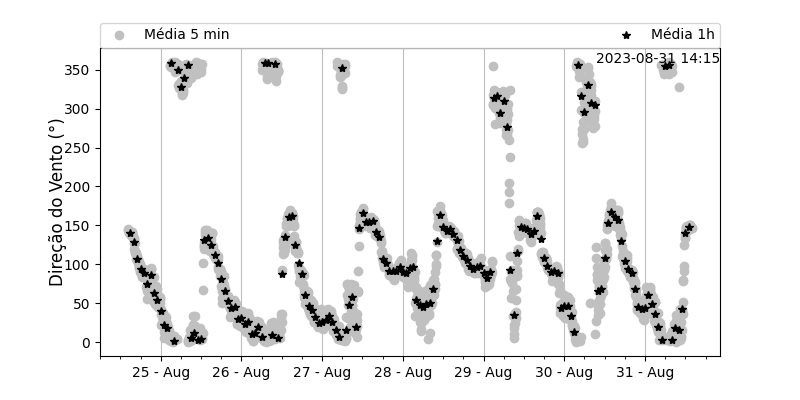 Média 5 min
Média 1h
2023-08-31 14:15
Direção do Vento (°)
350
300
250
200
150
100
50
0
25 - Aug
26 - Aug
27 - Aug
28 - Aug
29 - Aug
30 - Aug
31 - Aug